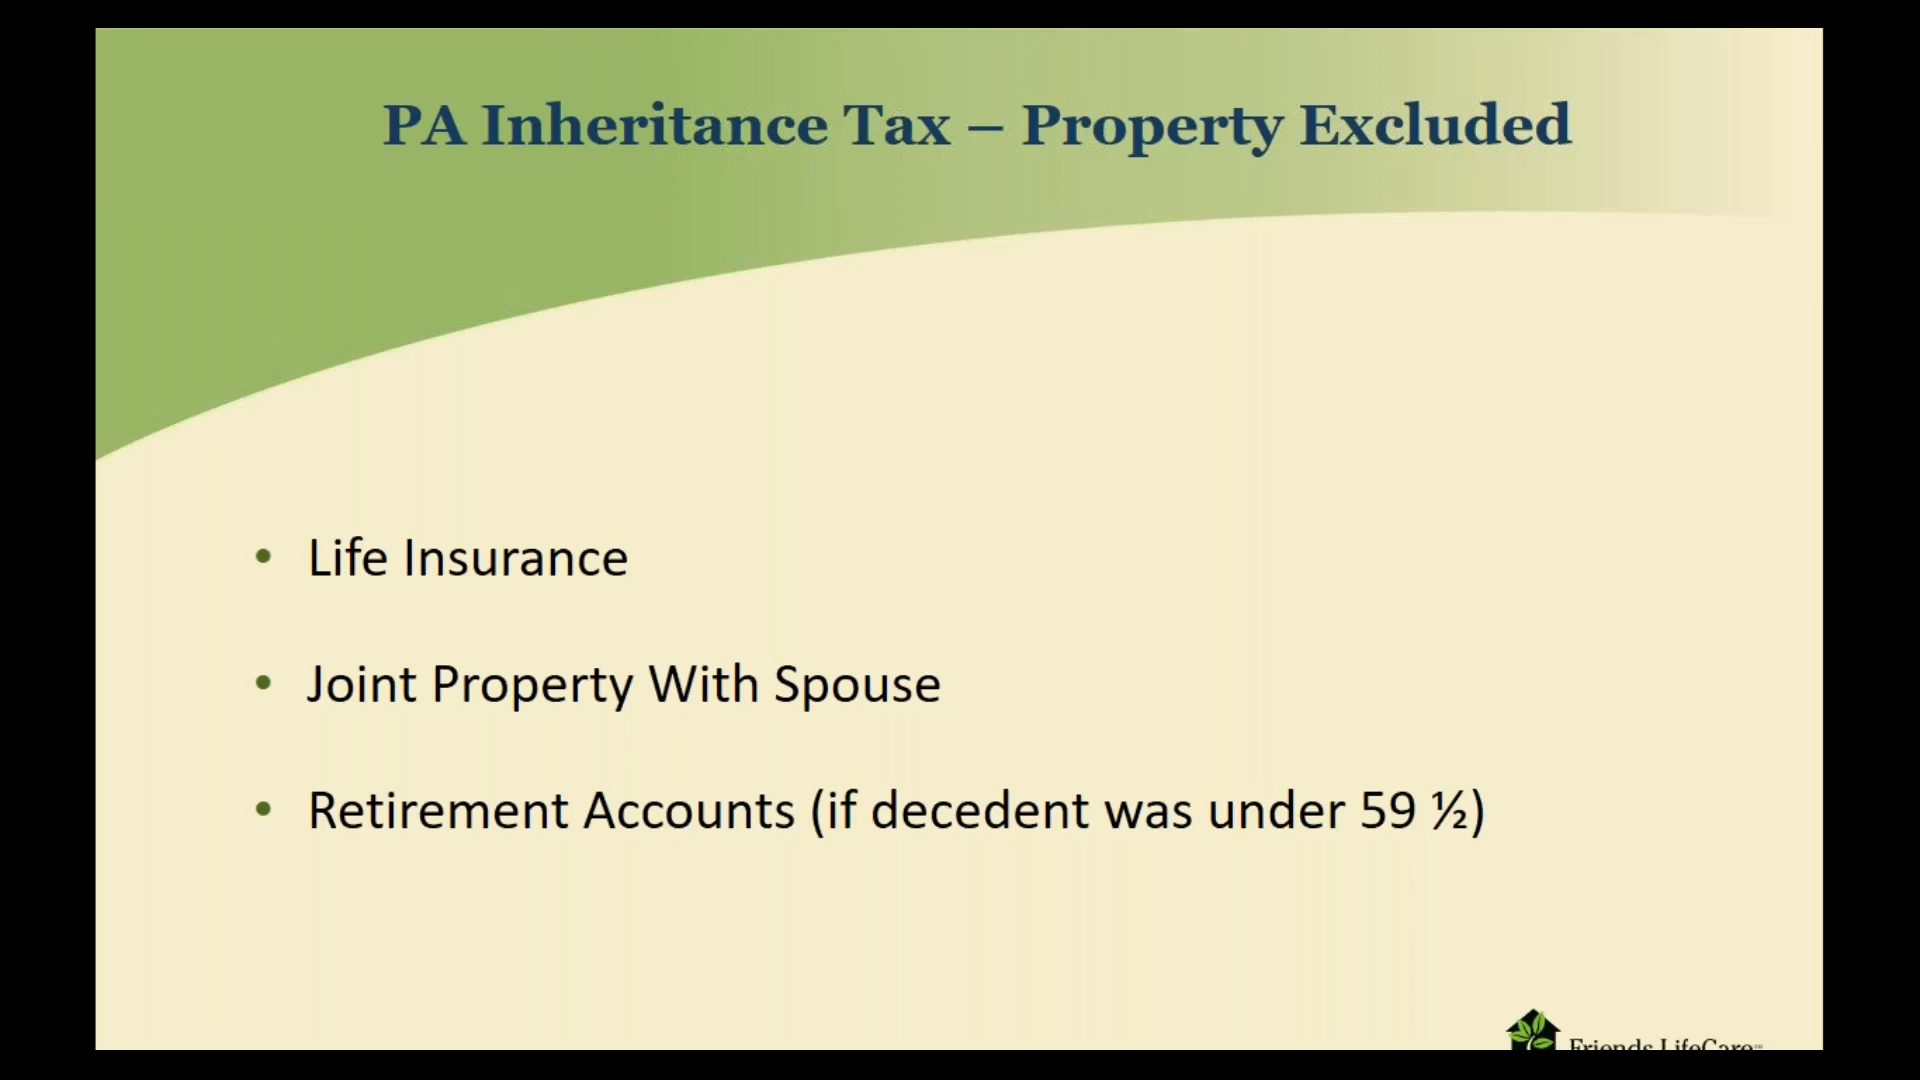 PA Inheritance Tax – Property Excluded
• Life Insurance
• Joint Property With Spouse
• Retirement Accounts (if decedent was under 59 ½)
Friends LifeCare